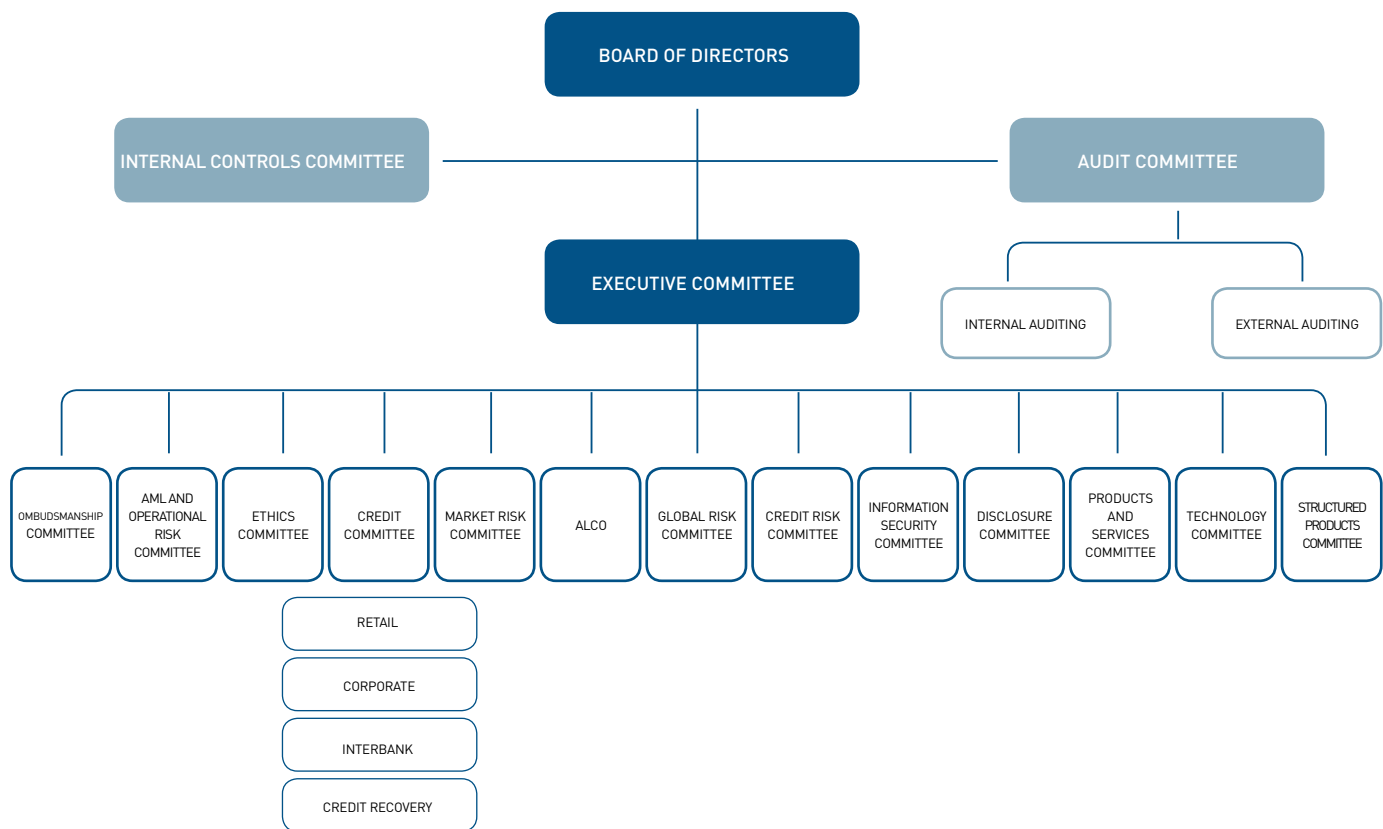 BOARD OF DIRECTORS
INTERNAL CONTROLS COMMITTEE
AUDIT COMMITTEE
EXECUTIVE COMMITTEE
INTERNAL AUDITING
EXTERNAL AUDITING
OMBUDSMANSHIP
COMMITTEE
AML AND
OPERATIONAL
RISK
COMMITTEE
ETHICS
COMMITTEE
CREDIT
COMMITTEE
MARKET RISK
COMMITTEE
ALCO
GLOBAL RISK
COMMITTEE
CREDIT RISK
COMMITTEE
INFORMATION
SECURITY
COMMITTEE
DISCLOSURE
COMMITTEE
PRODUCTS
AND
SERVICES
COMMITTEE
TECHNOLOGY
COMMITTEE
STRUCTURED
PRODUCTS
COMMITTEE
RETAIL
CORPORATE
INTERBANK
CREDIT RECOVERY